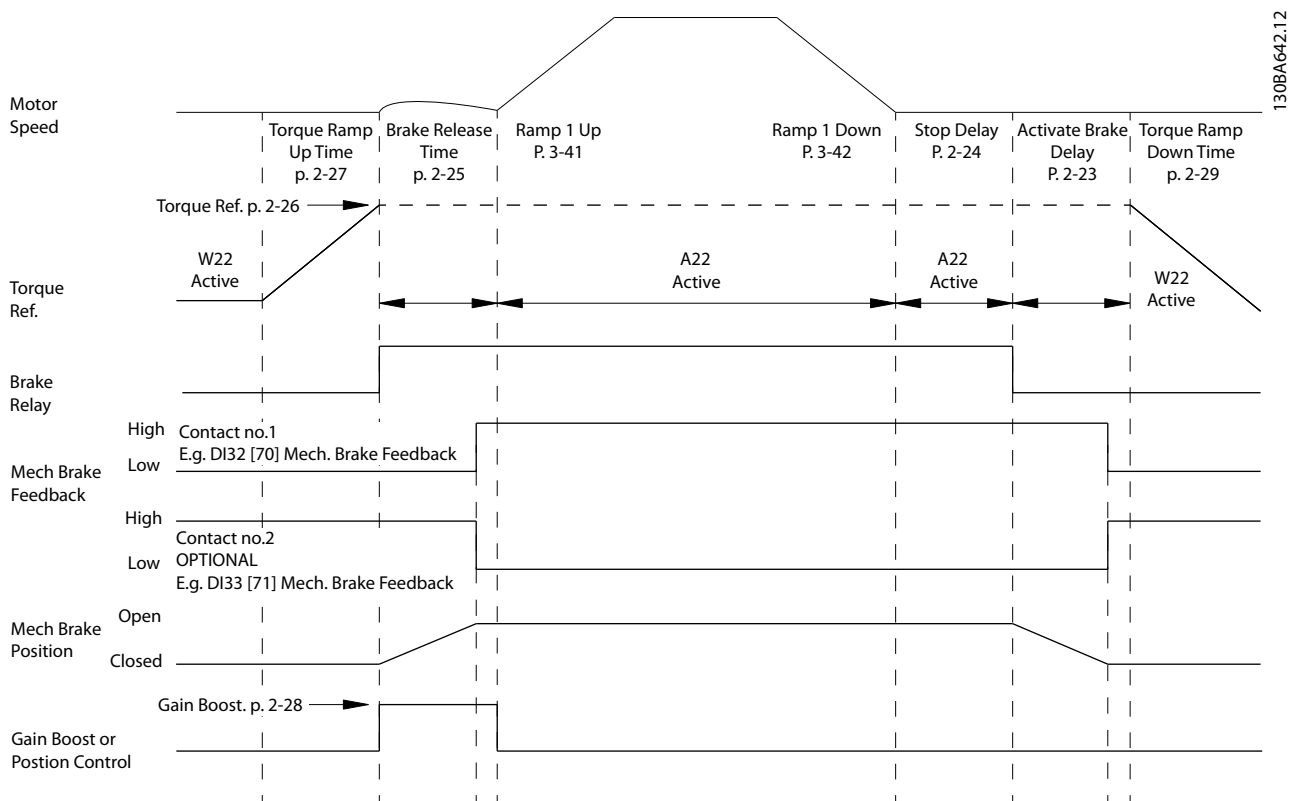 130BA642.12
Motor
Speed
Torque Ramp
Up Time
p. 2-27
Brake Release
Time
p. 2-25
Ramp 1 Up
P. 3-41
Ramp 1 Down
P. 3-42
Stop Delay
P. 2-24
Activate Brake
Delay
P. 2-23
Torque Ramp
Down Time
p. 2-29
Torque Ref. p. 2-26
W22
Active
A22
Active
A22
Active
W22
Active
Torque
Ref.
Brake
Relay
High
Contact no.1
E.g. DI32 [70] Mech. Brake Feedback
Low
Mech Brake
Feedback
High
Contact no.2
Low
OPTIONAL
E.g. DI33 [71] Mech. Brake Feedback
Open
Mech Brake
Position
Closed
Gain Boost. p. 2-28
Gain Boost or
Postion Control